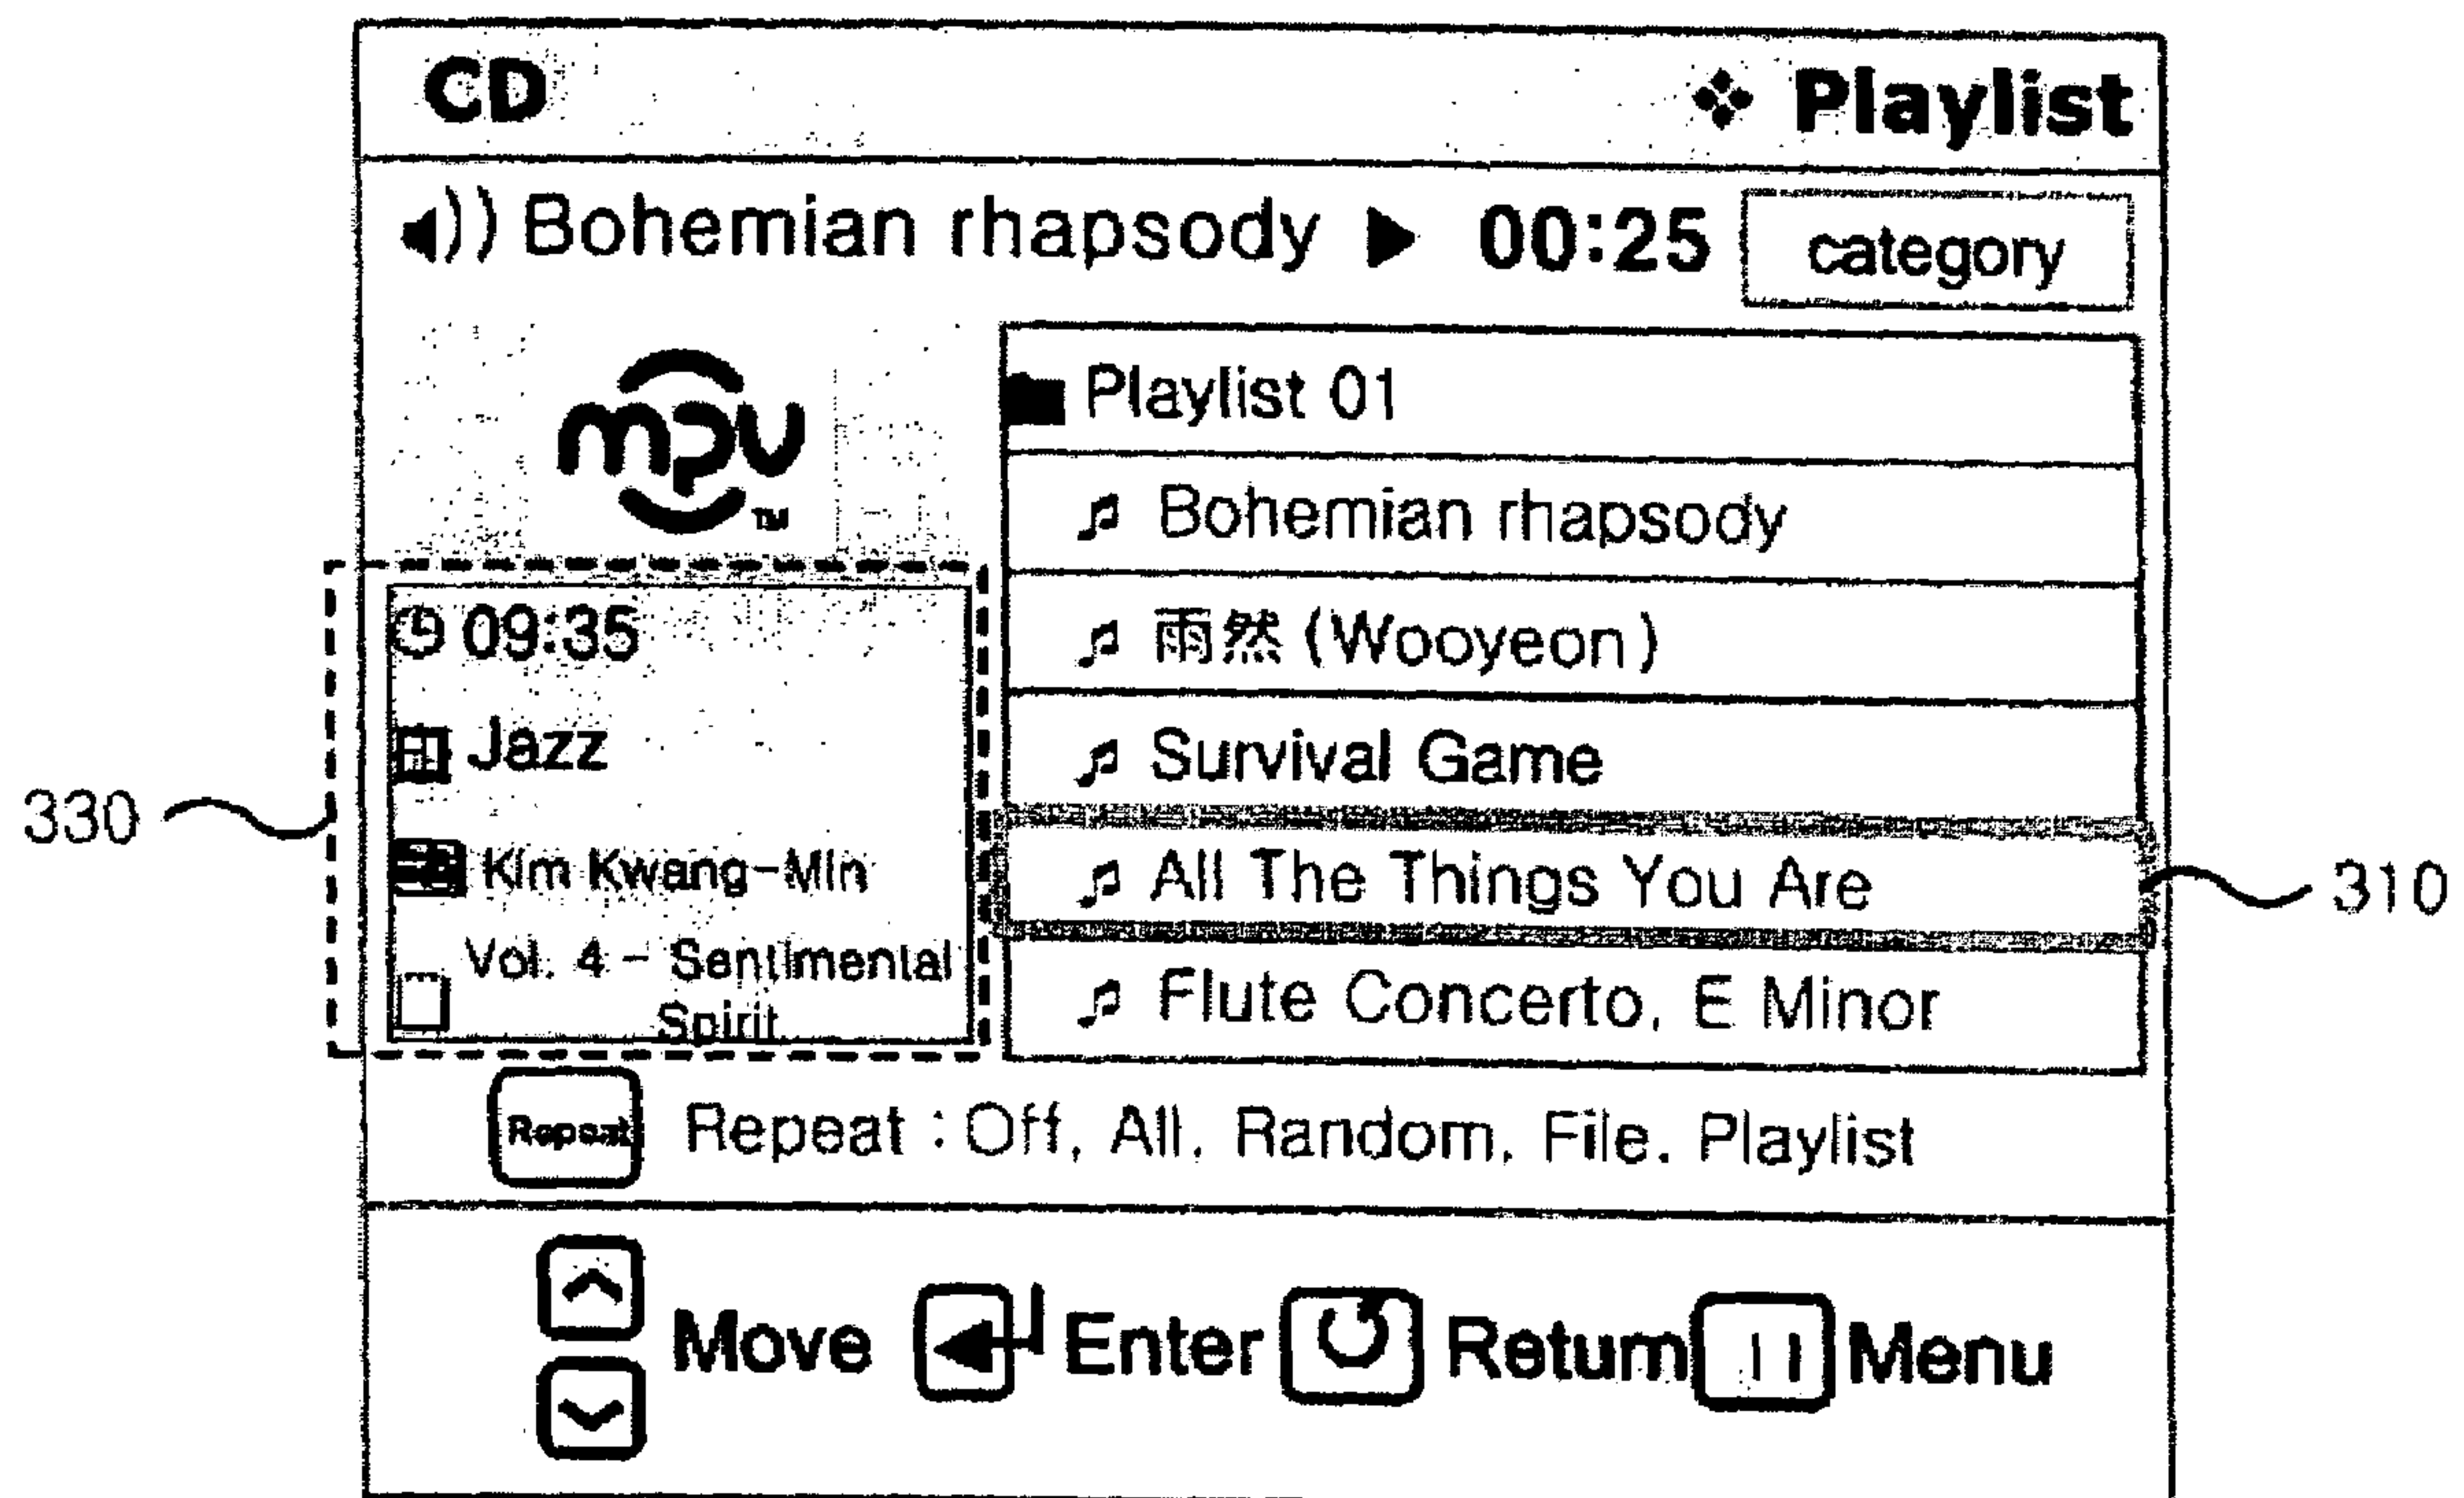 CD ❖ Playlist
Bohemian rhapsody ▶ 00:25 category
mpv TM
Playlist 01
Bohemian rhapsody
雨然 (Wooyeon)
Survival Game
All The Things You Are
Flute Concerto, E Minor
09:35
Jazz
Kim Kwang-Min
Vol. 4 - Sentimental
Spirit
330
310
Repeat Repeat : Off, All, Random, File, Playlist
Move Enter Return Menu